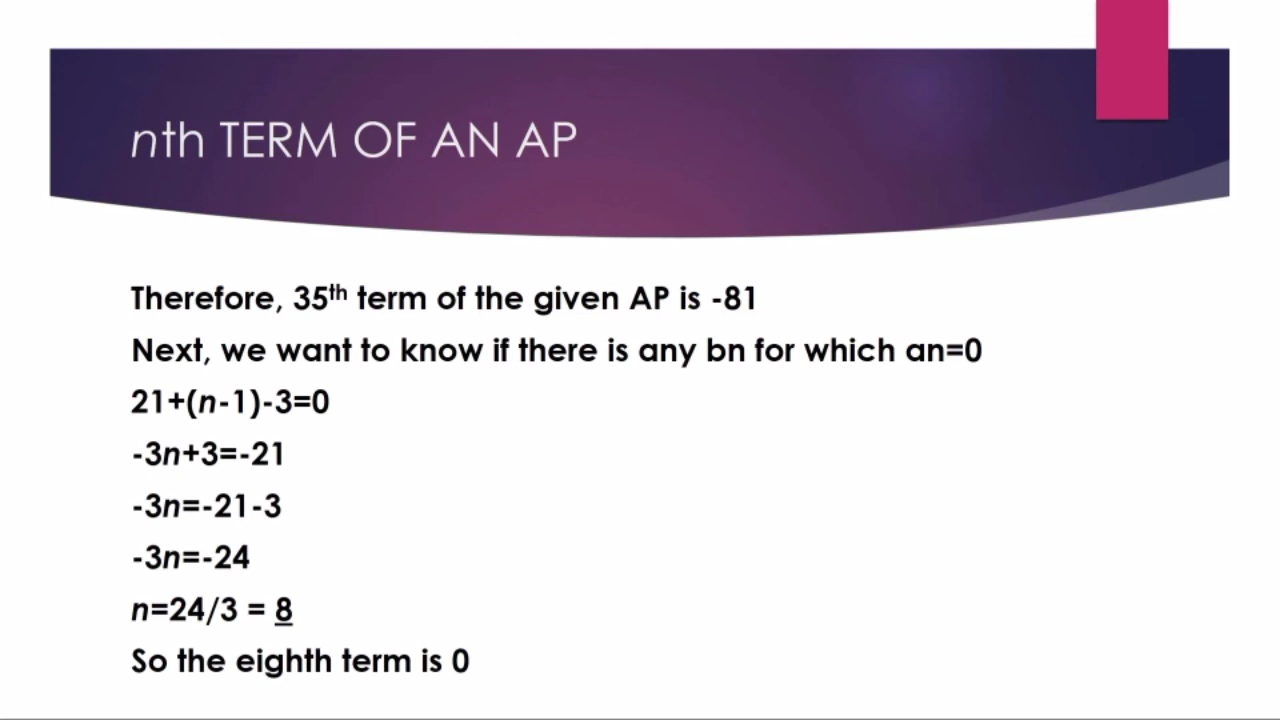 nth TERM OF AN AP
Therefore, 35th term of the given AP is -81
Next, we want to know if there is any bn for which an=0
21+(n-1)-3=0
-3n+3=-21
-3n=-21-3
-3n=-24
n=24/3 = 8
So the eighth term is 0